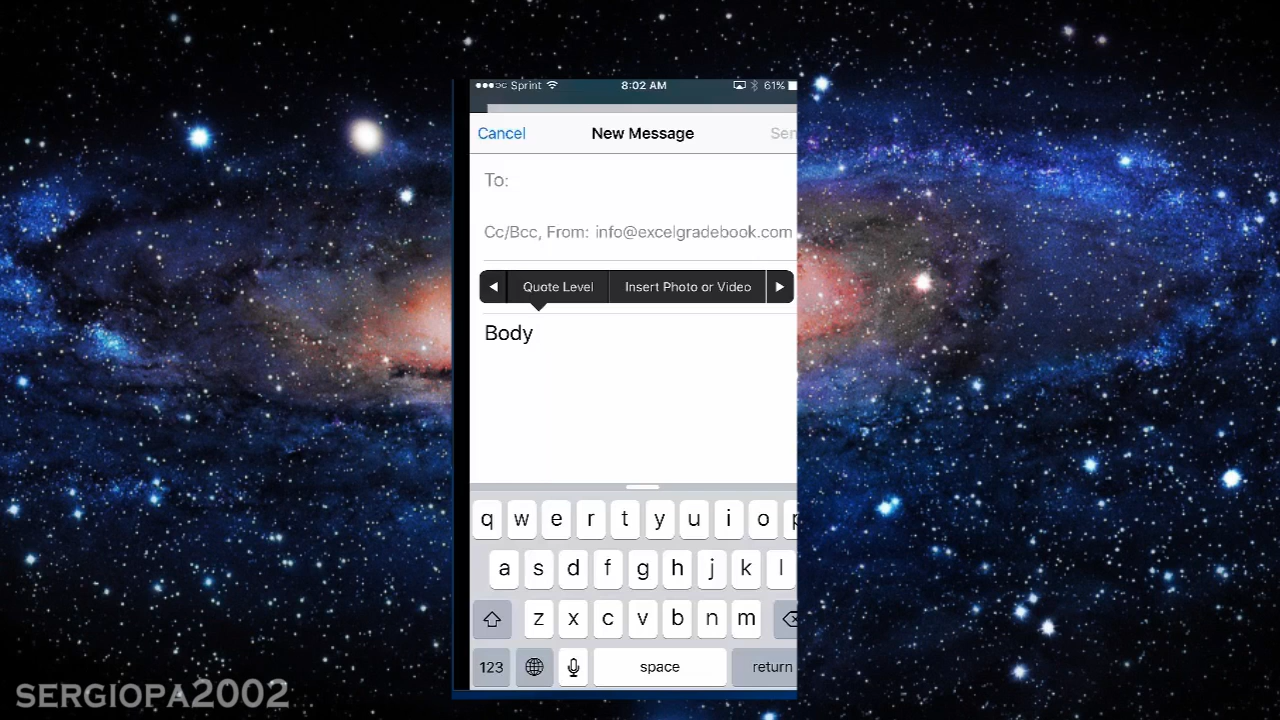 ●●●○○ Sprint 8:02 AM 61%
Cancel New Message Sen
To:
Cc/Bcc, From: info@excelgradebook.com
◀ Quote Level Insert Photo or Video ▶
Body
q w e r t y u i o p
a s d f g h j k l
z x c v b n m
123 space return
SERGIOPA2002